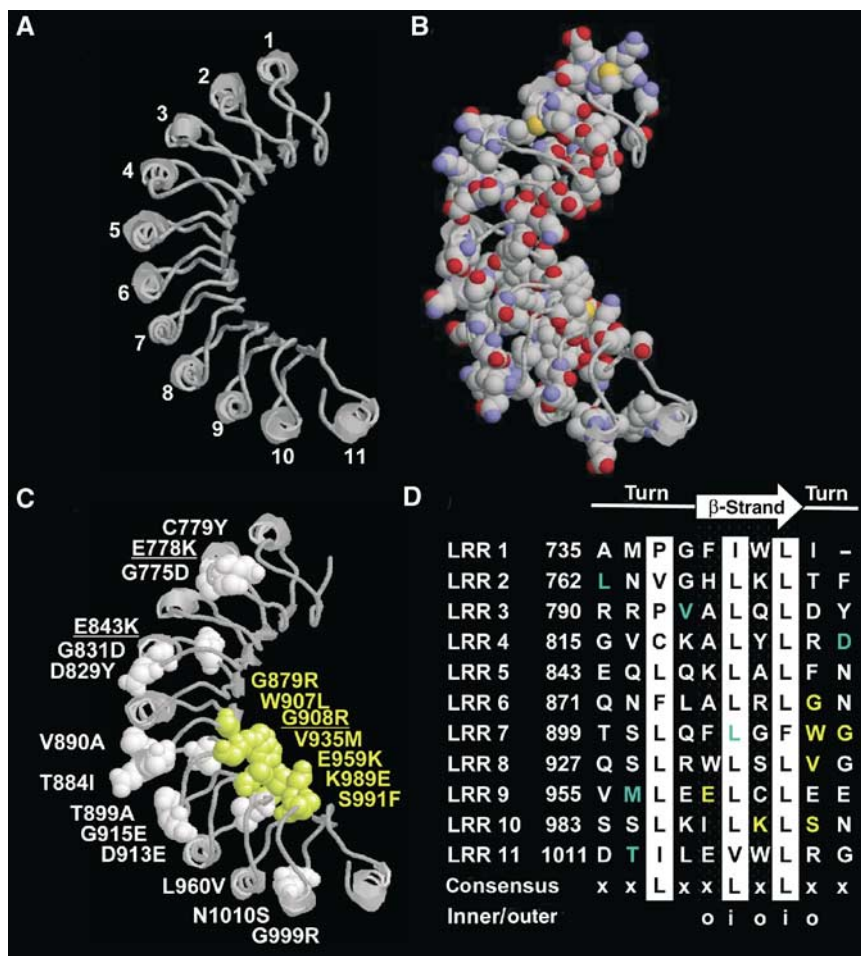 A
1
2
3
4
5
6
7
8
9
10
11
B
C
C779Y
E778K
G775D
E843K
G831D
D829Y
V890A
T884I
T899A
G915E
D913E
L960V
N1010S
G999R
G879R
W907L
G908R
V935M
E959K
K989E
S991F
D
Turn β-Strand Turn
LRR 1 735 A M P G F I W L I –
LRR 2 762 L N V G H L K L T F
LRR 3 790 R R P V A L Q L D Y
LRR 4 815 G V C K A L Y L R D
LRR 5 843 E Q L Q K L A L F N
LRR 6 871 Q N F L A L R L G N
LRR 7 899 T S L Q F L G F W G
LRR 8 927 Q S L R W L S L V G
LRR 9 955 V M L E E L C L E E
LRR 10 983 S S L K I L K L S N
LRR 11 1011 D T I L E V W L R G
Consensus x x L x x L x L x x
Inner/outer o i o i o